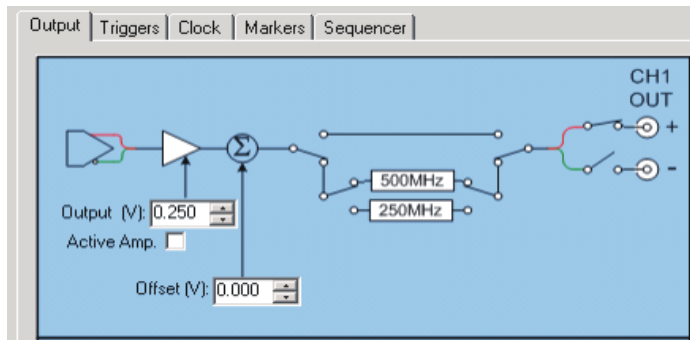 Output Triggers Clock Markers Sequencer
CH1
OUT
+
Σ
-
500MHz
Output (V): 0.250
250MHz
Active Amp.
Offset (V): 0.000